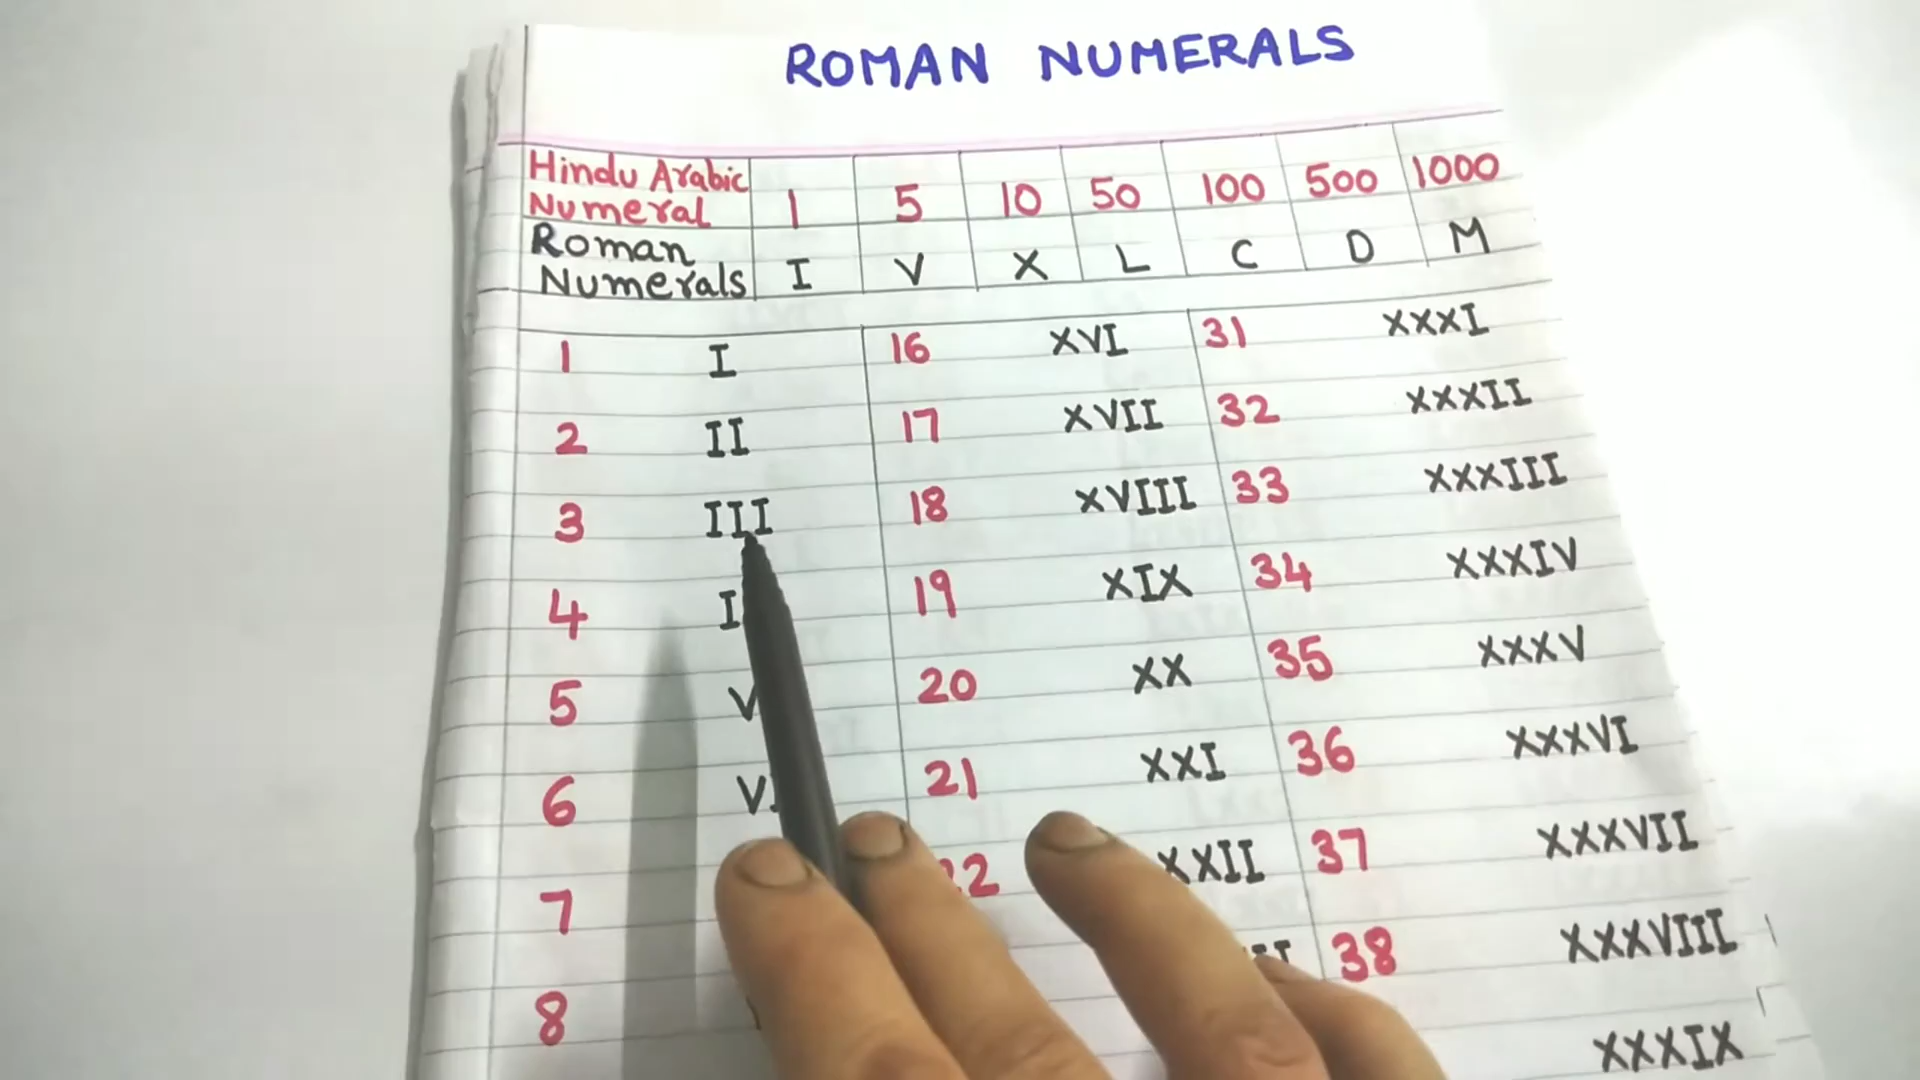 ROMAN NUMERALS
Hindu Arabic Numeral 1 5 10 50 100 500 1000
Roman Numerals I V X L C D M
1 I 16 XVI 31 XXXI
2 II 17 XVII 32 XXXII
3 III 18 XVIII 33 XXXIII
4 19 XIX 34 XXXIV
5 V 20 XX 35 XXXV
6 21 XXI 36 XXXVI
7 22 XXII 37 XXXVII
8 38 XXXVIII
XXXIX